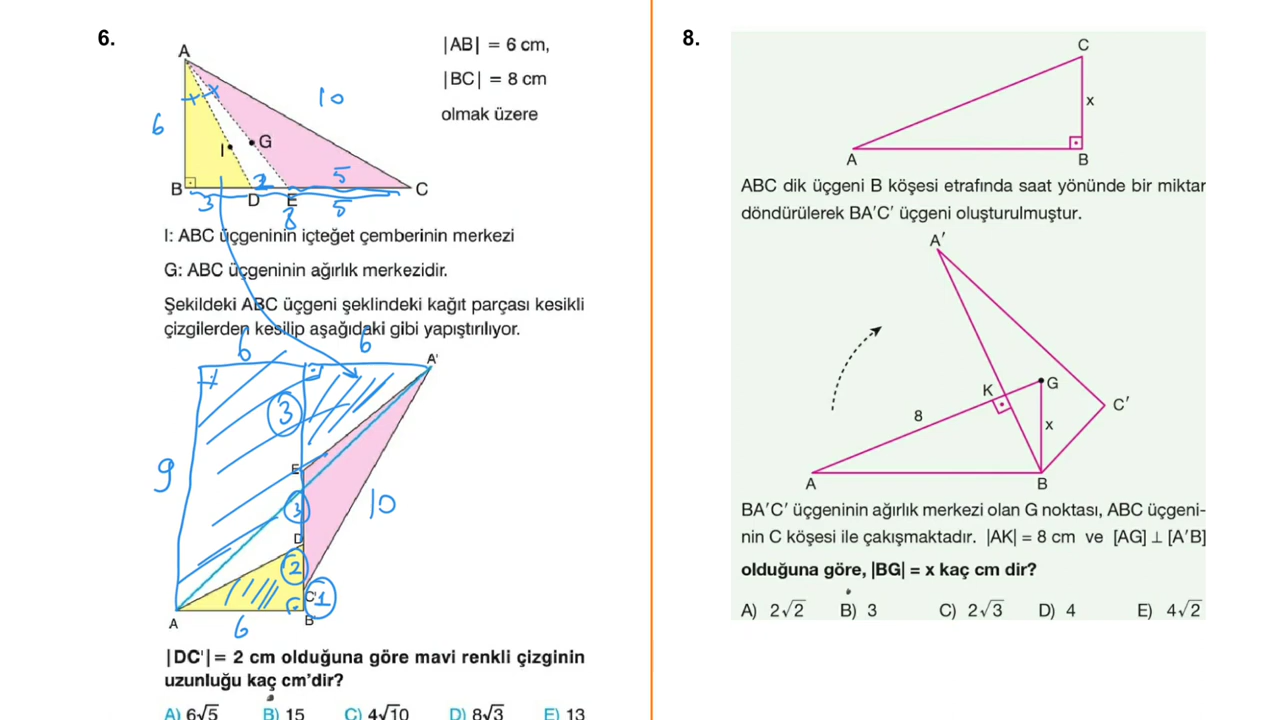 6.
A
|AB| = 6 cm,
|BC| = 8 cm
olmak üzere
10
6
I
G
B
3
D
2
E
8
5
5
C
I: ABC üçgeninin içteğet çemberinin merkezi
G: ABC üçgeninin ağırlık merkezidir.
Şekildeki ABC üçgeni şeklindeki kağıt parçası kesikli
çizgilerden kesilip aşağıdaki gibi yapıştırılıyor.
6
6
A'
3
E
9
3
10
D
2
C'
1
A
6
B
|DC'| = 2 cm olduğuna göre mavi renkli çizginin
uzunluğu kaç cm'dir?
A) 6√5 B) 15 C) 4√10 D) 8√3 E) 13
8.
C
x
A
B
ABC dik üçgeni B köşesi etrafında saat yönünde bir miktar
döndürülerek BA'C' üçgeni oluşturulmuştur.
A'
K
G
C'
8
x
A
B
BA'C' üçgeninin ağırlık merkezi olan G noktası, ABC üçgeni-
nin C köşesi ile çakışmaktadır. |AK| = 8 cm ve [AG] ⊥ [A'B]
olduğuna göre, |BG| = x kaç cm dir?
A) 2√2 B) 3 C) 2√3 D) 4 E) 4√2